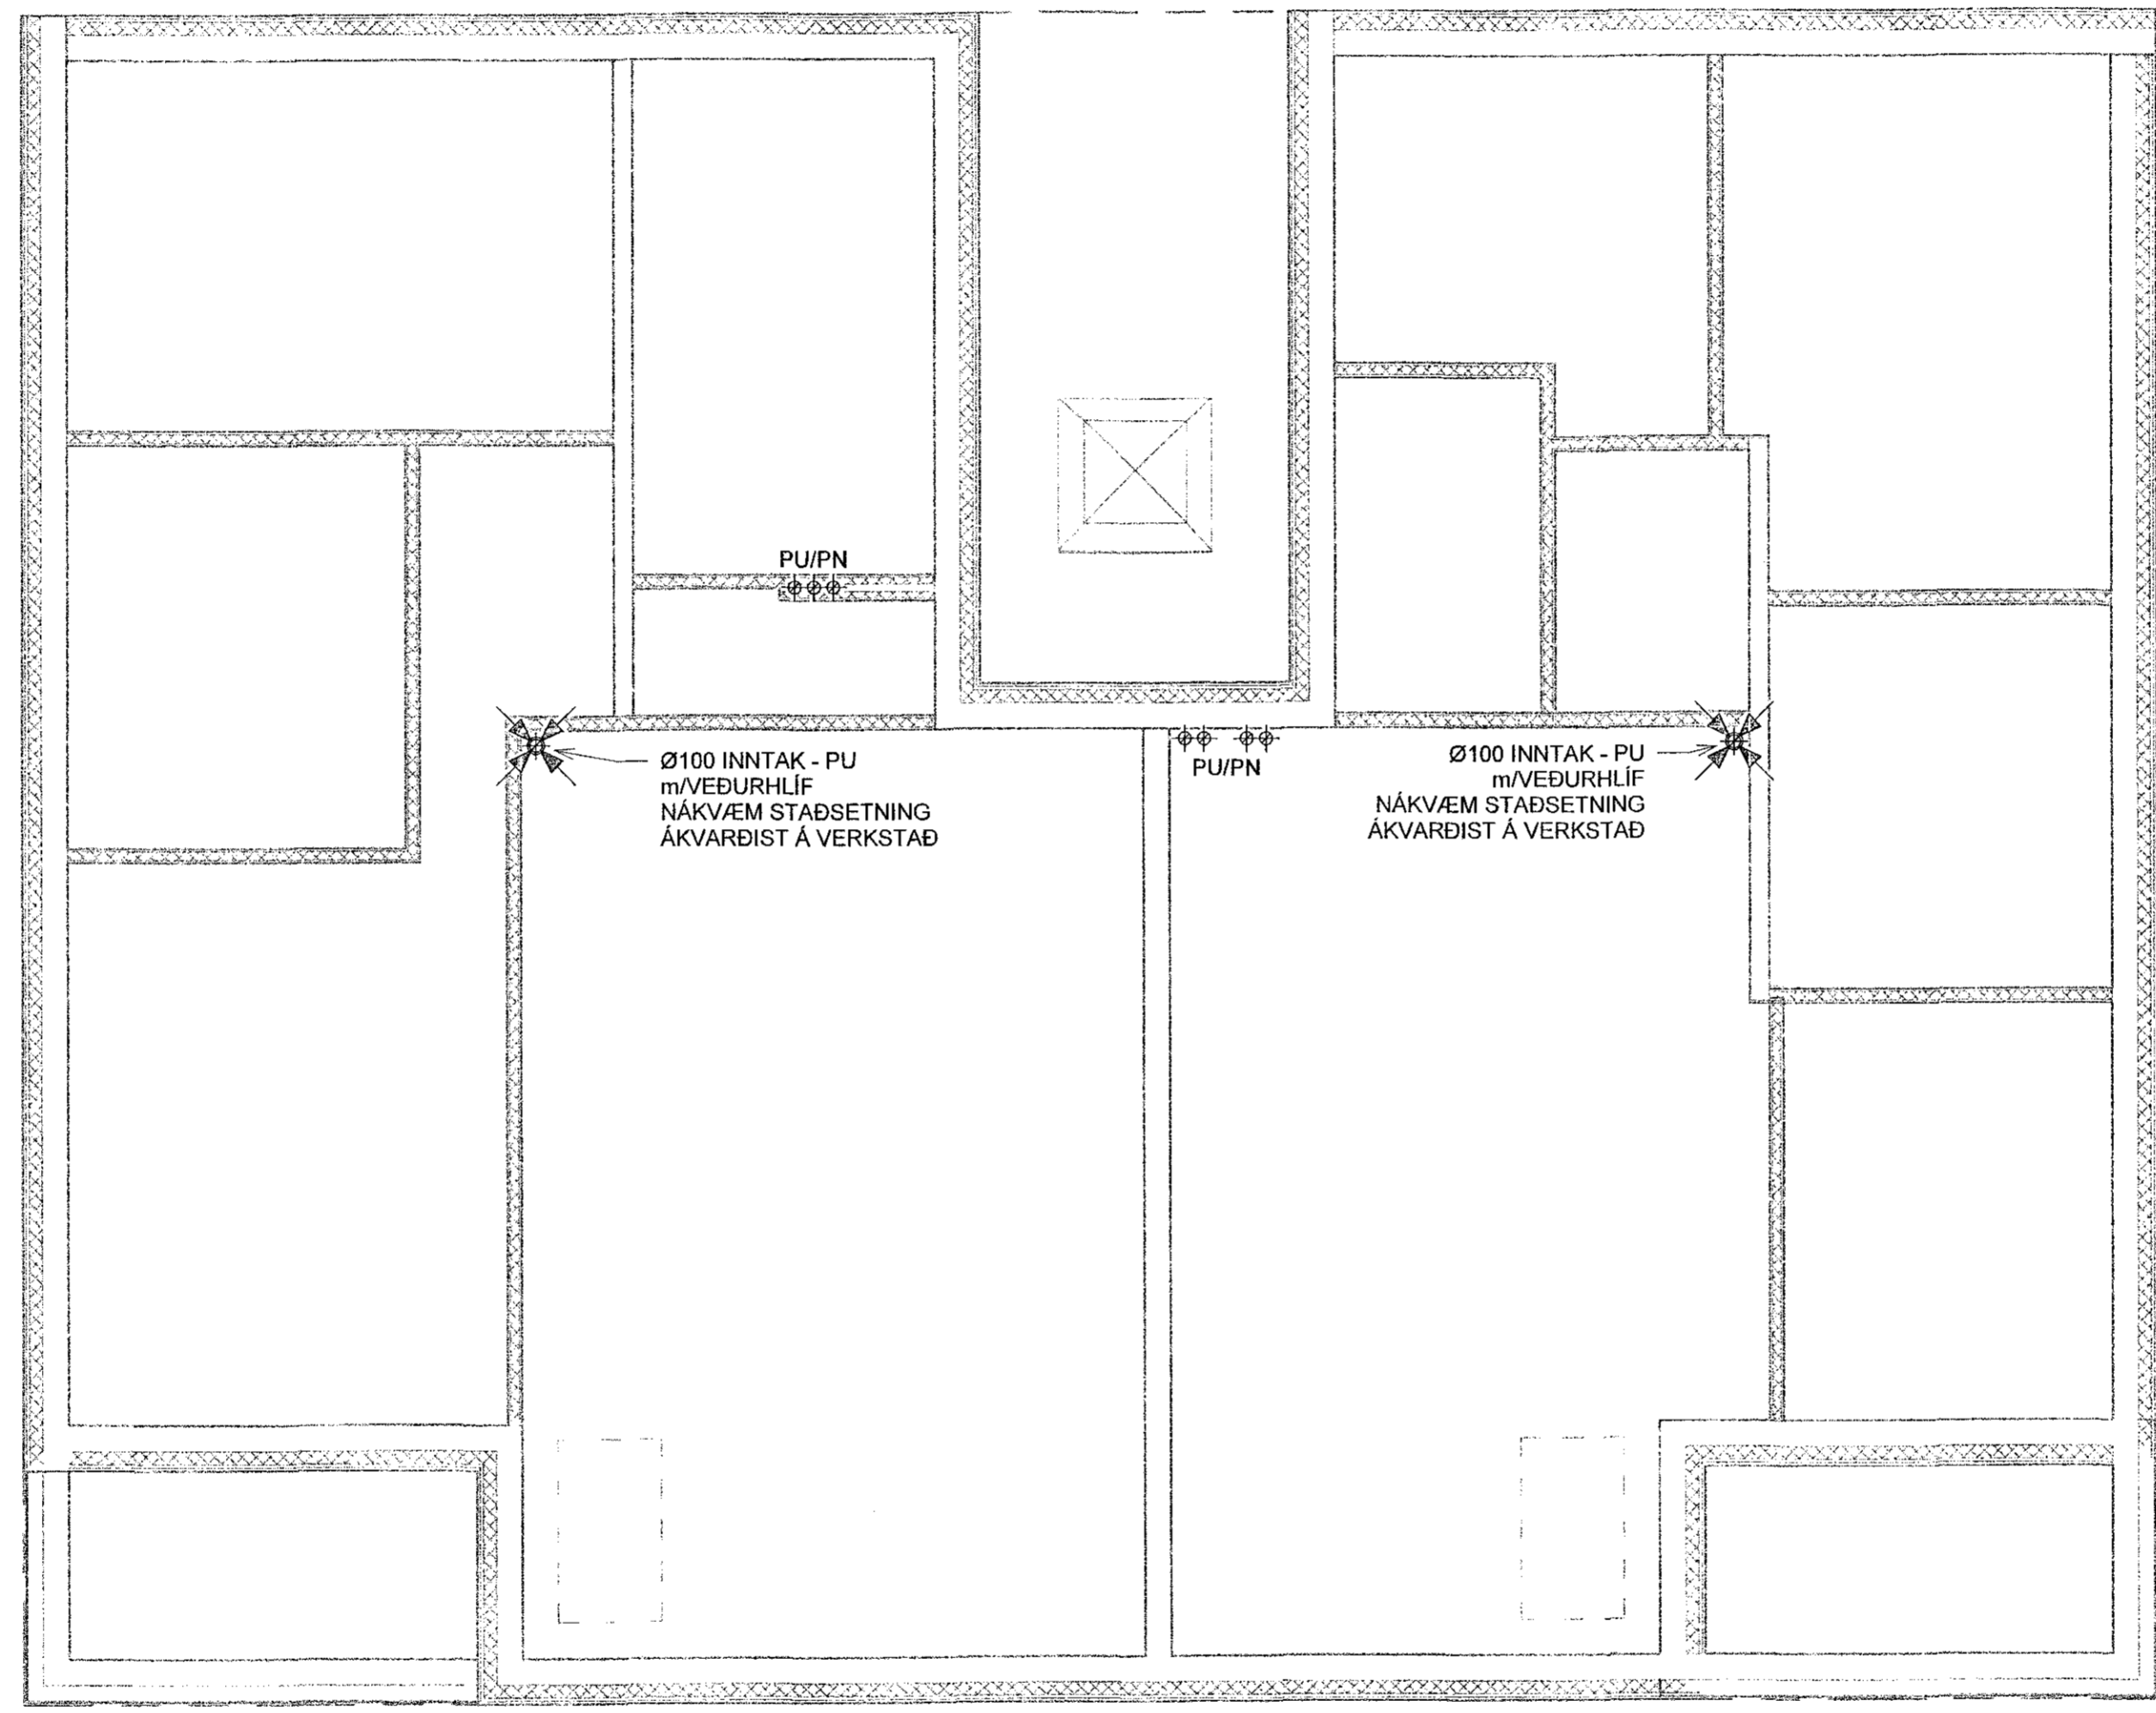 PU/PN
Ø100 INNTAK - PU
m/VEÐURHLÍF
NÁKVÆM STAÐSETNING
ÁKVARÐIST Á VERKSTAÐ
PU/PN
Ø100 INNTAK - PU
m/VEÐURHLÍF
NÁKVÆM STAÐSETNING
ÁKVARÐIST Á VERKSTAÐ